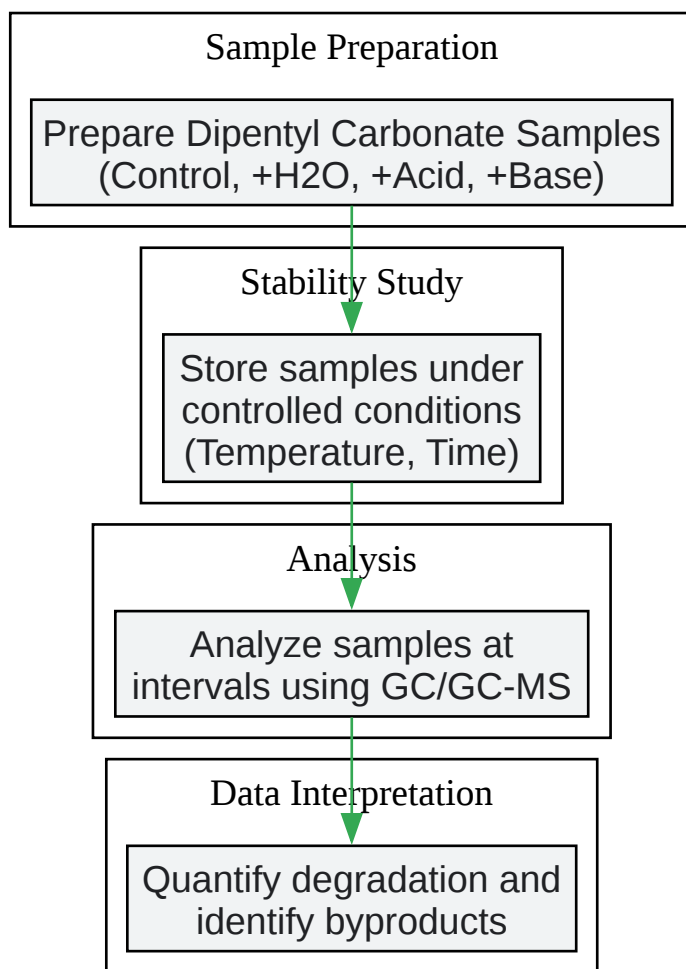 Sample Preparation
Prepare Dipentyl Carbonate Samples
(Control, +H2O, +Acid, +Base)
Stability Study
Store samples under
controlled conditions
(Temperature, Time)
Analysis
Analyze samples at
intervals using GC/GC-MS
Data Interpretation
Quantify degradation and
identify byproducts